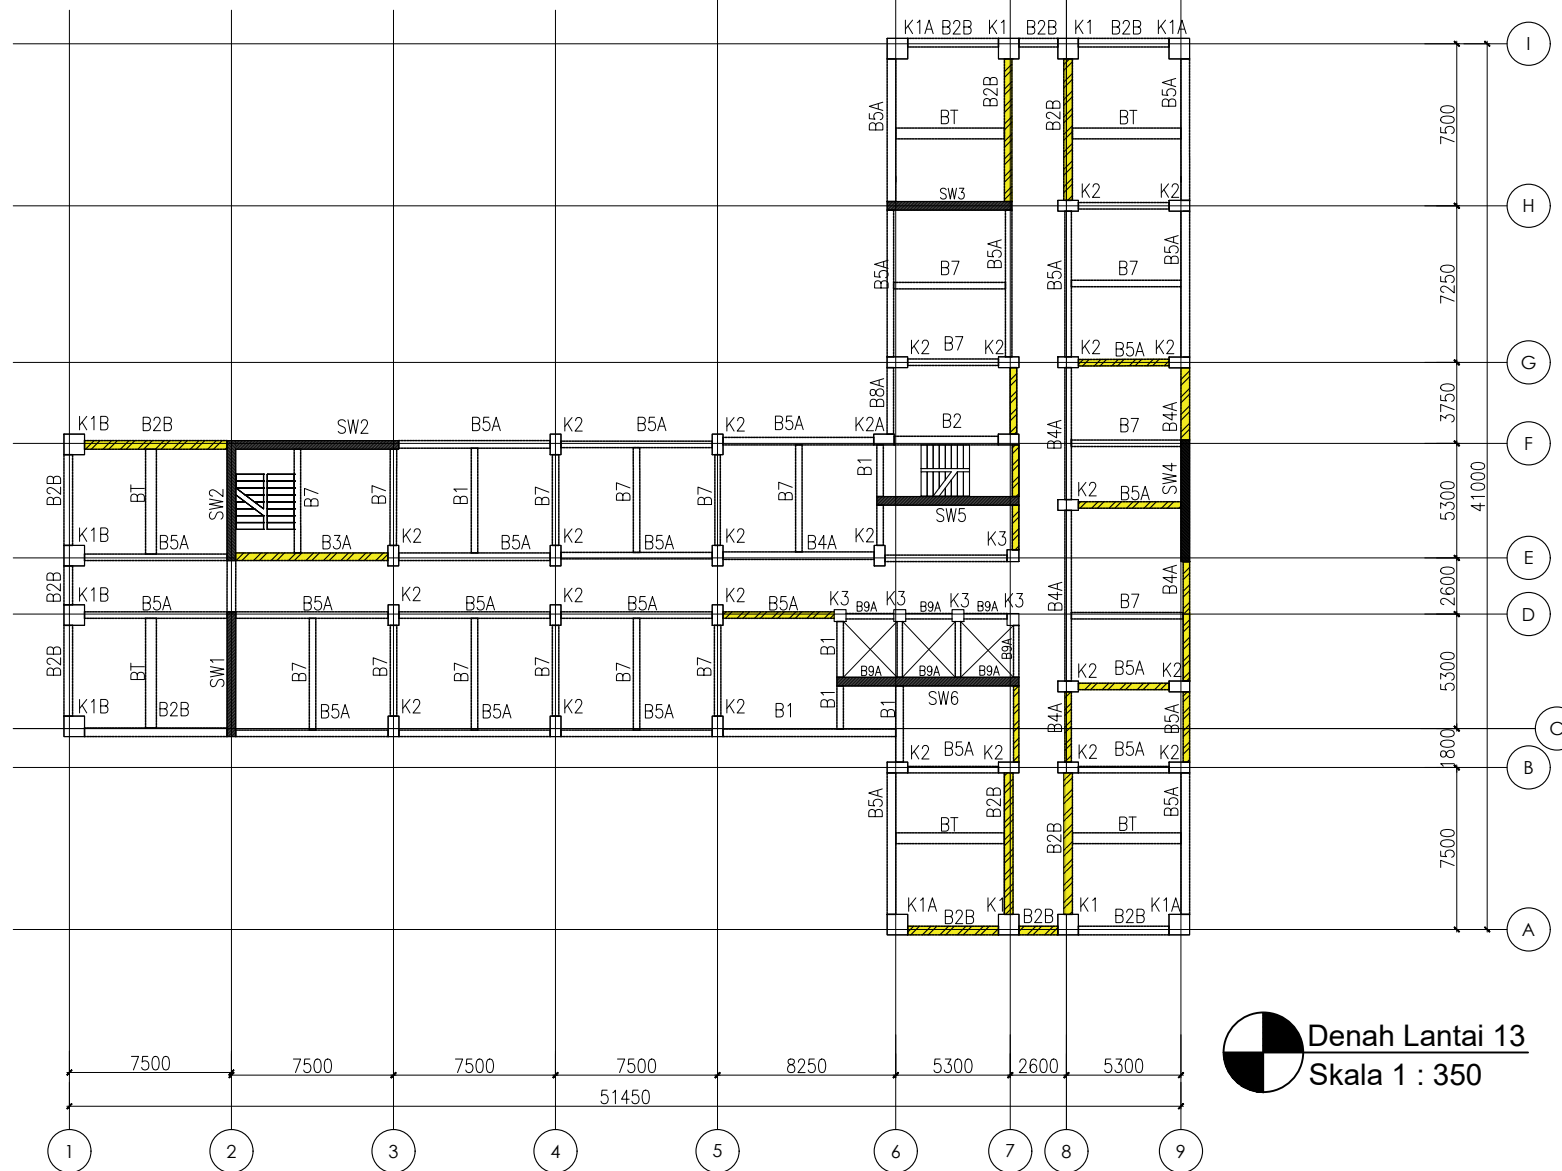 K1A B2B K1 B2B K1 B2B K1A
I
B5A B2B B2B B5A
BT BT
7500
SW3 K2 K2
H
B5A B7 B5A B5A B7 B5A
7250
K2 B7 K2 K2 B5A K2
G
B8A B4A
3750
K1B B2B SW2 B5A K2 B5A K2 B5A K2A B2 B4A B7
F
B2B BT SW2 B7 B7 B1 B7 B7 B7 B7 B1 SW4
41000
K2 B5A
SW5
5300
K1B B5A B3A K2 B5A K2 B5A K2 B4A K2 K3
E
B2B B4A B4A
2600
K1B B5A B5A K2 B5A K2 B5A K2 B5A K3 B9A K3 B9A K3 B9A K3 B7
D
B2B BT SW1 B7 B7 B7 B7 B7 B7 B1 B9A
B9A B9A B9A
K2 B5A K2
5300
B1 B1 SW6 B4A B5A
K1B B2B B5A K2 B5A K2 B5A K2 B1
C
1800
K2 B5A K2 K2 B5A K2
B
B5A B2B B2B B5A
BT BT
7500
K1A B2B K1 B2B K1 B2B K1A
A
Denah Lantai 13
Skala 1 : 350
7500 7500 7500 7500 8250 5300 2600 5300
51450
1 2 3 4 5 6 7 8 9